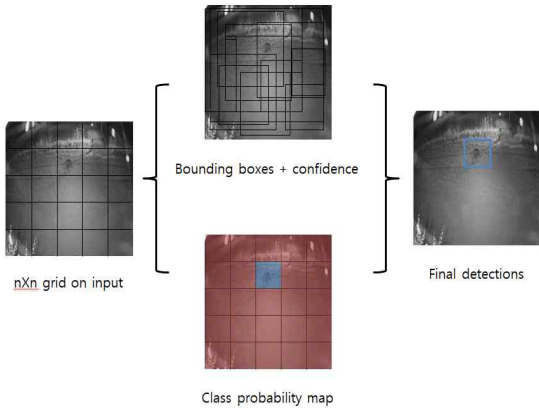 Bounding boxes + confidence
nXn grid on input
Final detections
Class probability map